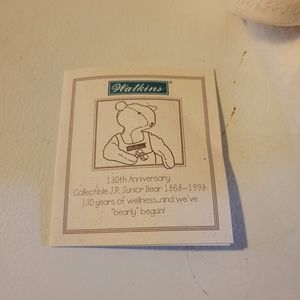 Watkins®
130th Anniversary
Collectible J.R. Junior Bear 1868-1998
130 years of wellness...and we've
"bearly" begun!